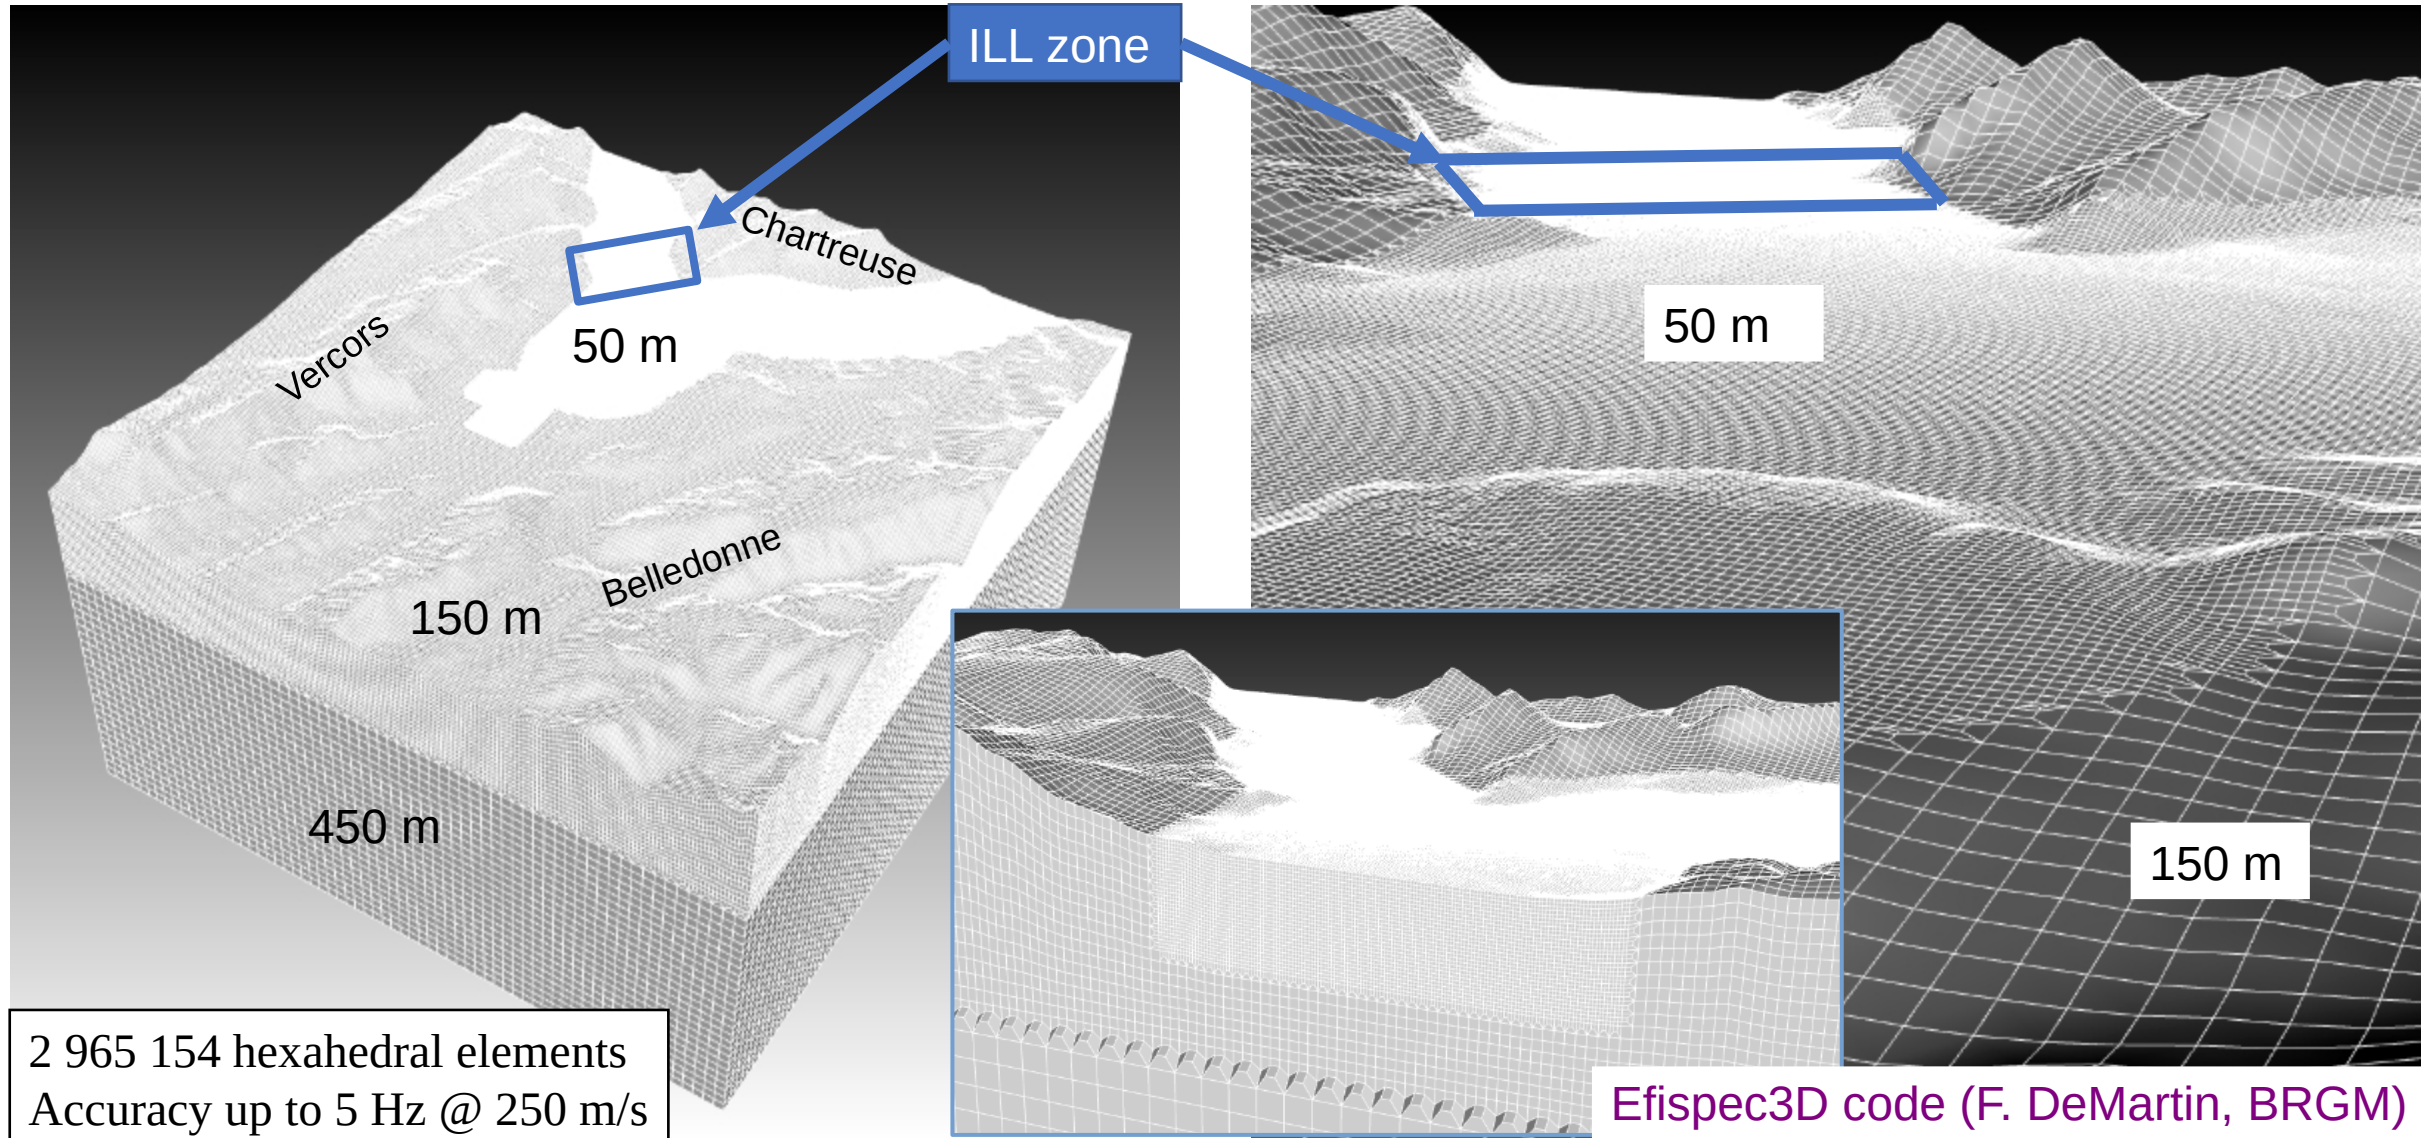 ILL zone
Chartreuse
Vercors
50 m
50 m
Belledonne
150 m
450 m
150 m
2 965 154 hexahedral elements
Accuracy up to 5 Hz @ 250 m/s
Efispec3D code (F. DeMartin, BRGM)